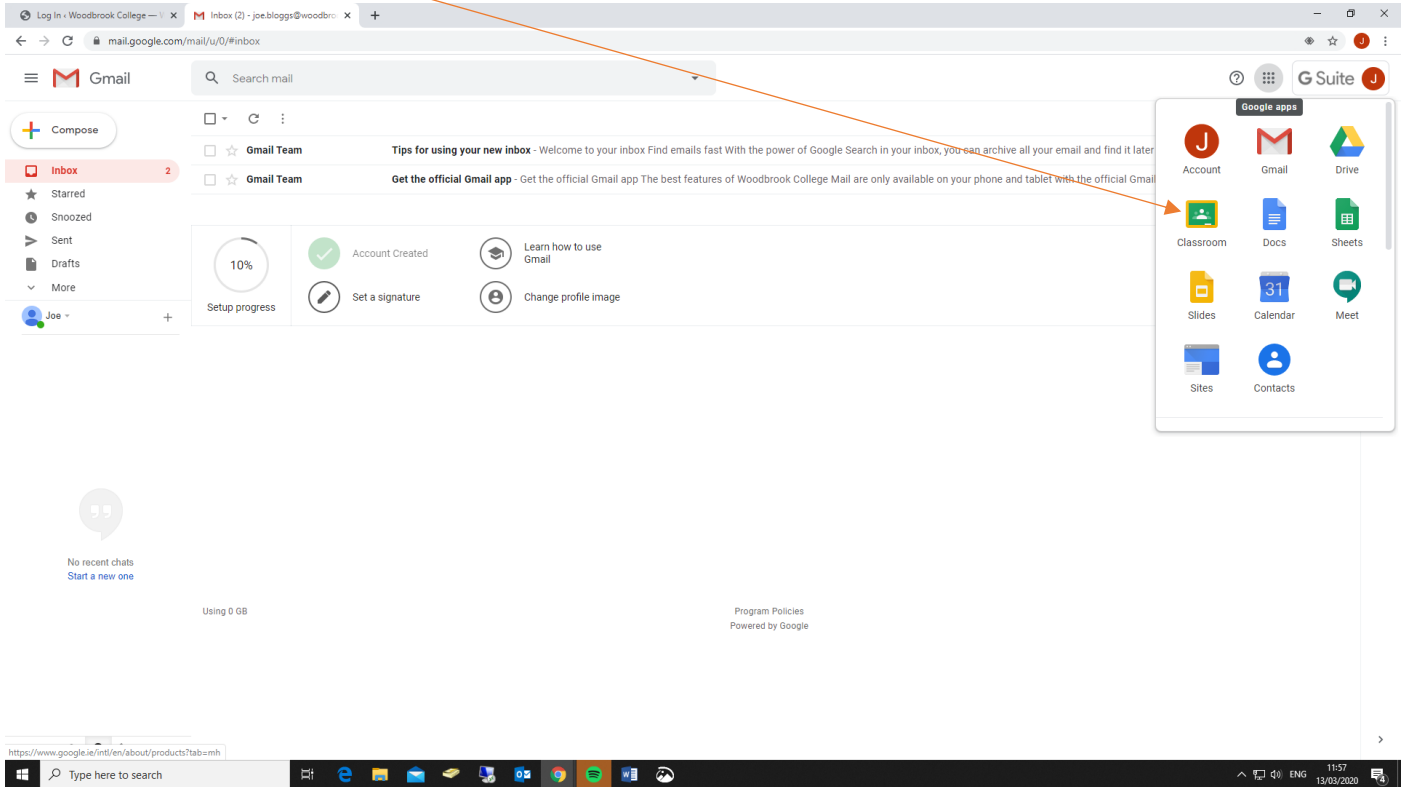 Log In ‹ Woodbrook College — W
Inbox (2) - joe.bloggs@woodbro
mail.google.com/mail/u/0/#inbox
J
Gmail
Search mail
G Suite J
Google apps
Compose
Inbox 2
Starred
Snoozed
Sent
Drafts
More
Joe
Gmail Team Tips for using your new inbox - Welcome to your inbox Find emails fast With the power of Google Search in your inbox, you can archive all your email and find it later
Gmail Team Get the official Gmail app - Get the official Gmail app The best features of Woodbrook College Mail are only available on your phone and tablet with the official Gmail
10%
Setup progress
Account Created
Learn how to use
Gmail
Set a signature
Change profile image
J
Account Gmail Drive
Classroom Docs Sheets
31
Slides Calendar Meet
Sites Contacts
No recent chats
Start a new one
Using 0 GB
Program Policies
Powered by Google
https://www.google.ie/intl/en/about/products?tab=mh
Type here to search
ENG
11:57
13/03/2020
4